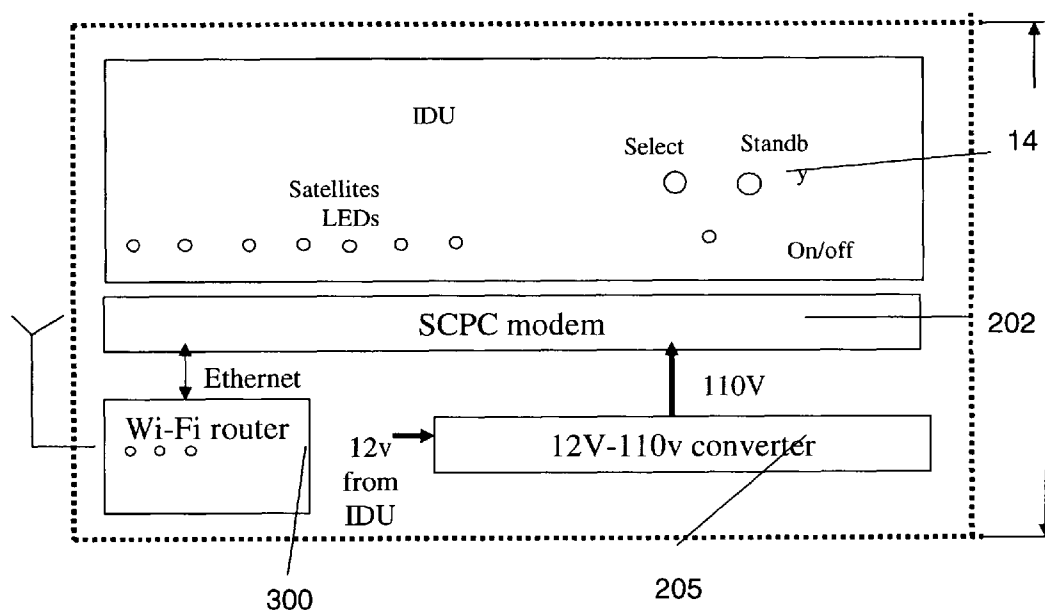 IDU
Select
Standb
y
14
Satellites
LEDs
On/off
SCPC modem
202
Ethernet
110V
Wi-Fi router
12v
from
IDU
12V-110v converter
300
205